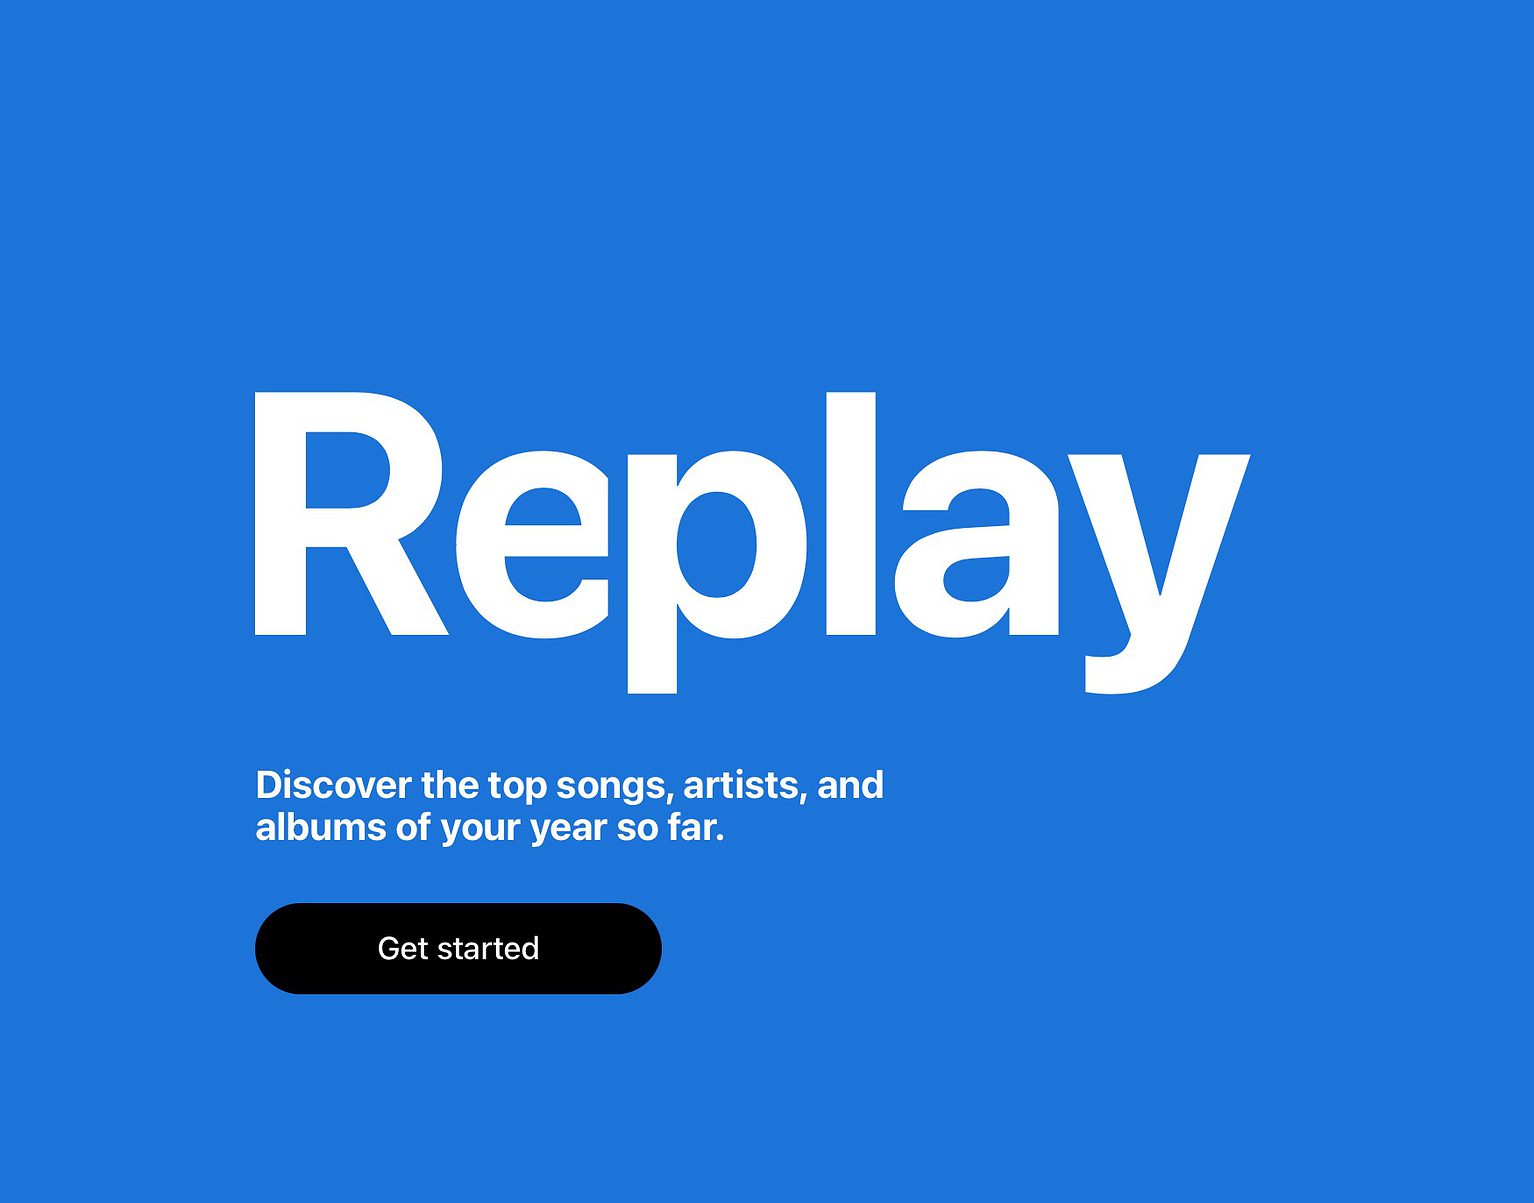 Replay
Discover the top songs, artists, and
albums of your year so far.
Get started